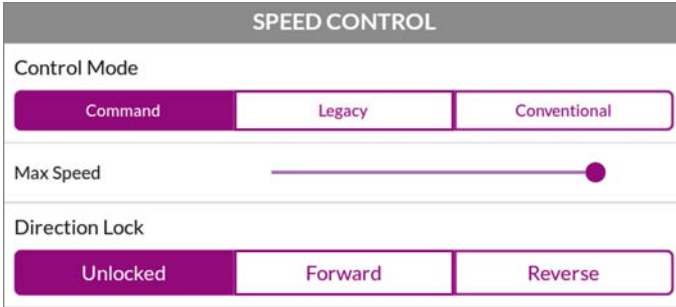 SPEED CONTROL
Control Mode
Command Legacy Conventional
Max Speed
Direction Lock
Unlocked Forward Reverse